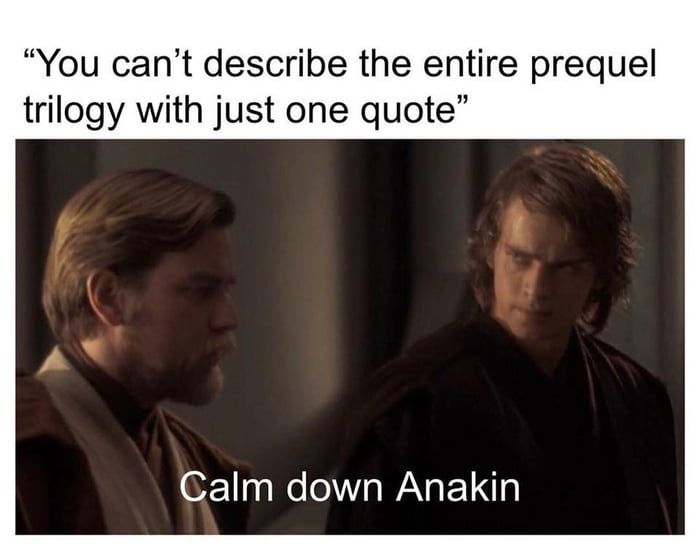 “You can’t describe the entire prequel
trilogy with just one quote”
Calm down Anakin